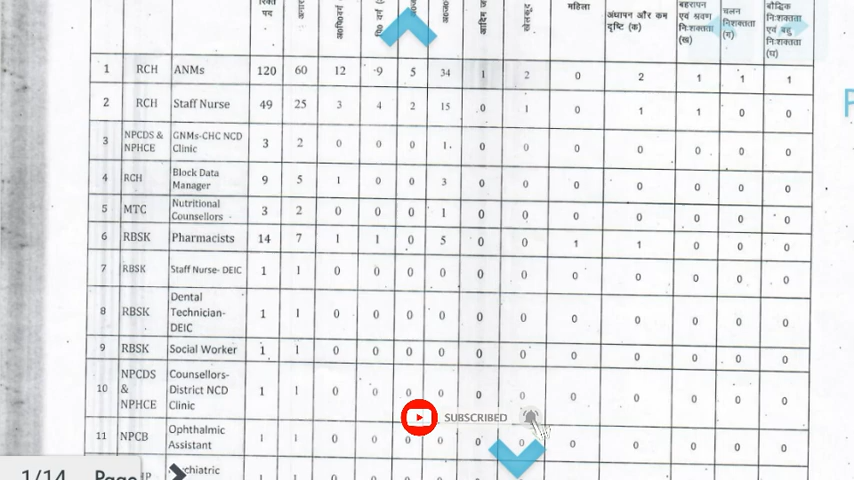 रिक्त पद
महिला
अंधापन और कम दृष्टि (क)
बहरापन एवं श्रवण निःशक्तता (ख)
चलन निशक्तता (ग)
बौद्धिक निःशक्तता एवं बहु निःशक्तता (घ)
खेलकूद
1 RCH ANMs 120 60 12 9 5 34 1 2 0 2 1 1 1
2 RCH Staff Nurse 49 25 3 4 2 15 0 1 0 1 1 0 0
3 NPCDS & NPHCE GNMs-CHC NCD Clinic 3 2 0 0 0 1 0 0 0 0 0 0 0
4 RCH Block Data Manager 9 5 1 0 0 3 0 0 0 0 0 0 0
5 MTC Nutritional Counsellors 3 2 0 0 0 1 0 0 0 0 0 0 0
6 RBSK Pharmacists 14 7 1 1 0 5 0 0 1 1 0 0 0
7 RBSK Staff Nurse- DEIC 1 1 0 0 0 0 0 0 0 0 0 0 0
8 RBSK Dental Technician- DEIC 1 1 0 0 0 0 0 0 0 0 0 0 0
9 RBSK Social Worker 1 1 0 0 0 0 0 0 0 0 0 0 0
10 NPCDS & NPHCE Counsellors- District NCD Clinic 1 1 0 0 0 0 0 0 0 0 0 0 0
SUBSCRIBED
11 NPCB Ophthalmic Assistant 1 1 0 0 0 0 0 0 0 0 0 0 0
1/14 Page